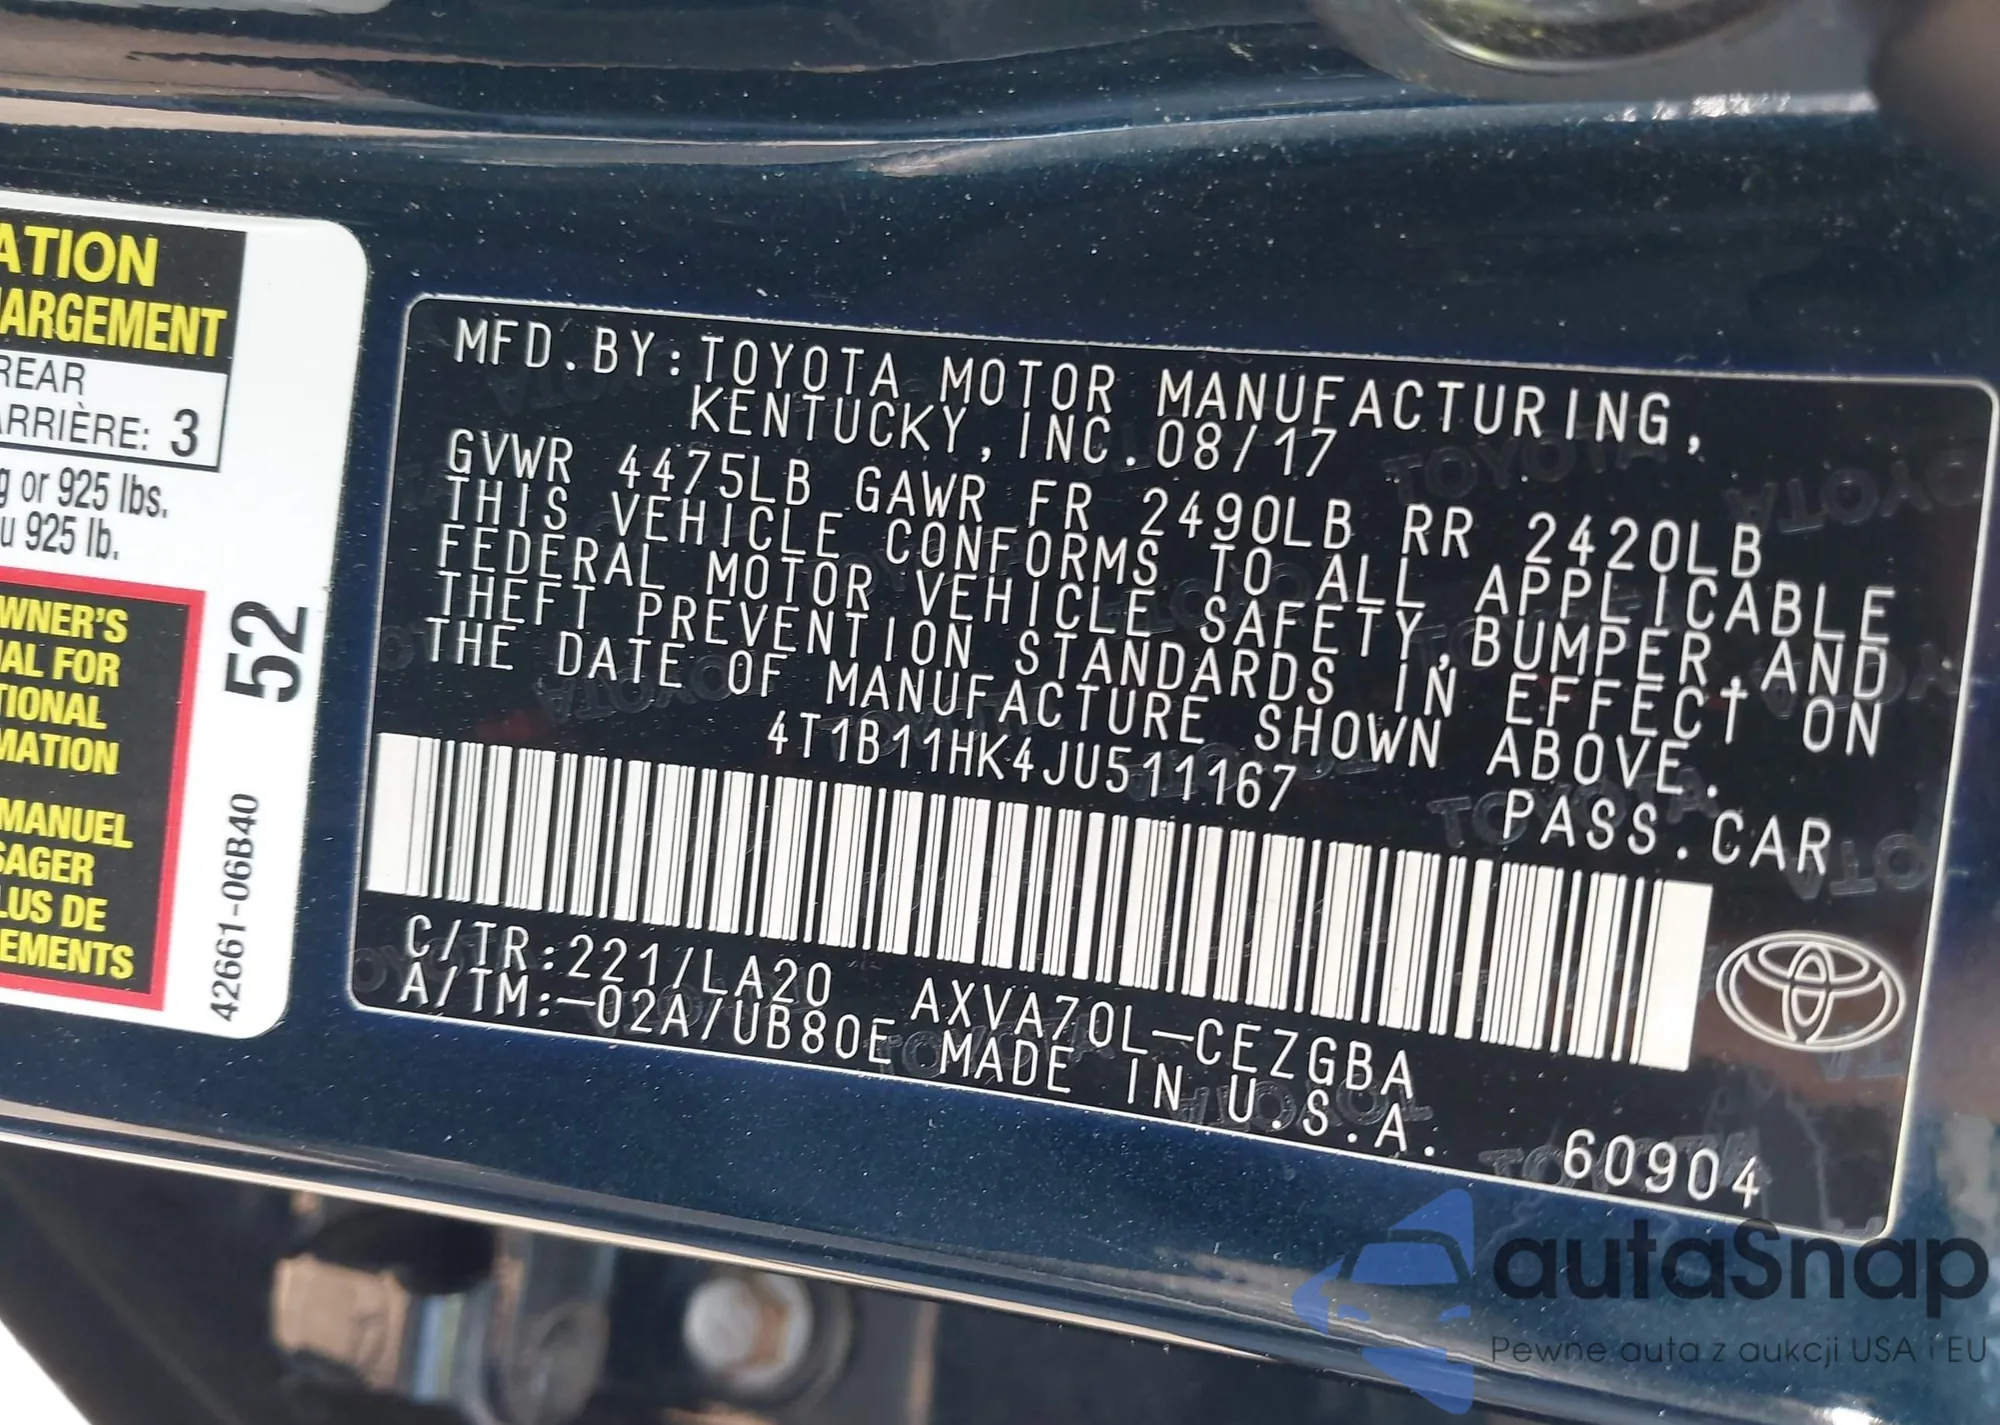 ATION
ARGEMENT
REAR
ARRIÈRE: 3
g or 925 lbs.
u 925 lb.
WNER'S
AL FOR
TIONAL
MATION
MANUEL
SAGER
LUS DE
EMENTS
52
42661-06B40
MFD.BY:TOYOTA MOTOR MANUFACTURING,
KENTUCKY,INC.08/17
GVWR 4475LB GAWR FR 2490LB RR 2420LB
THIS VEHICLE CONFORMS TO ALL APPLICABLE
FEDERAL MOTOR VEHICLE SAFETY,BUMPER,AND
THEFT PREVENTION STANDARDS IN EFFECT ON
THE DATE OF MANUFACTURE SHOWN ABOVE.
4T1B11HK4JU511167
PASS.CAR
C/TR:221/LA20 AXVA70L-CEZGBA
A/TM:-02A/UB80E MADE IN U.S.A.
60904
autaSnap
Pewne auta z aukcji USA i EU